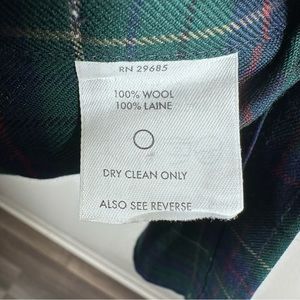 RN 29685
100% WOOL
100% LAINE
DRY CLEAN ONLY
ALSO SEE REVERSE